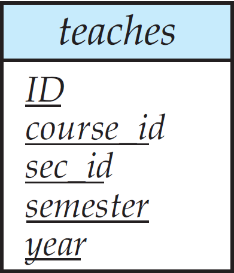 teaches
ID
course_id
sec_id
semester
year